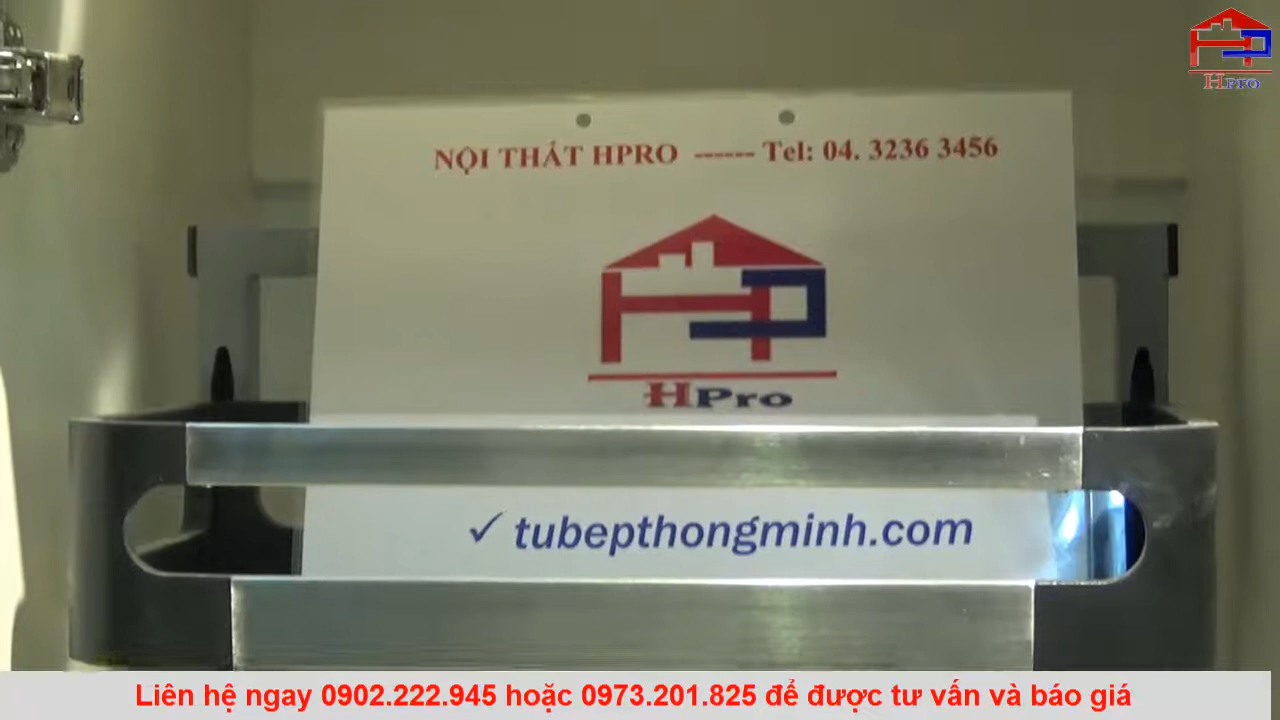 HPRO
NỘI THẤT HPRO ------ Tel: 04. 3236 3456
HPRO
✓ tubepthongminh.com
Liên hệ ngay 0902.222.945 hoặc 0973.201.825 để được tư vấn và báo giá